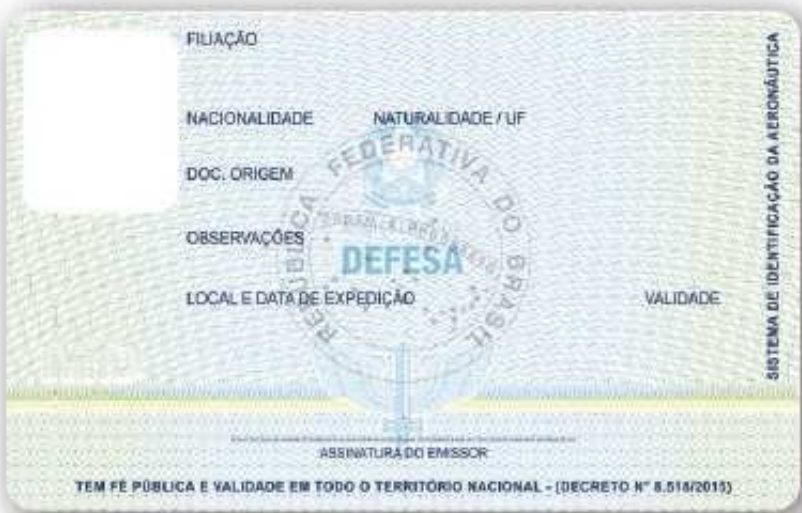 FILIAÇÃO
NACIONALIDADE NATURALIDADE / UF
DOC. ORIGEM
OBSERVAÇÕES
REPÚBLICA FEDERATIVA DO BRASIL
DEFESA
LOCAL E DATA DE EXPEDIÇÃO VALIDADE
ASSINATURA DO EMISSOR
TEM FÉ PÚBLICA E VALIDADE EM TODO O TERRITÓRIO NACIONAL - (DECRETO N° 8.518/2015)
SISTEMA DE IDENTIFICAÇÃO DA AERONÁUTICA